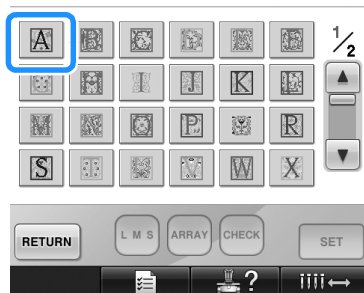 A B C D E F 1/2
G H I J K L
M N O P Q R
S T U V W X
RETURN L M S ARRAY CHECK SET
?